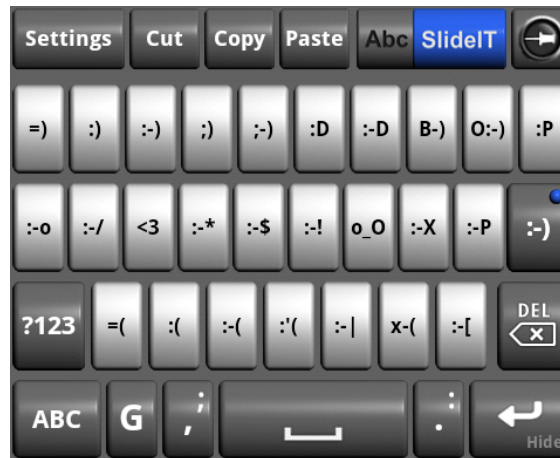 Settings Cut Copy Paste Abc SlideIT
=) :) :-) ;) ;-) :D :-D B-) O:-) :P
:-o :-/ <3 :-* :-$ :-! o_O :-X :-P :-)
?123 =( :( :-( :'( :-| x-( :-[ DEL
ABC G , ; . : Hide